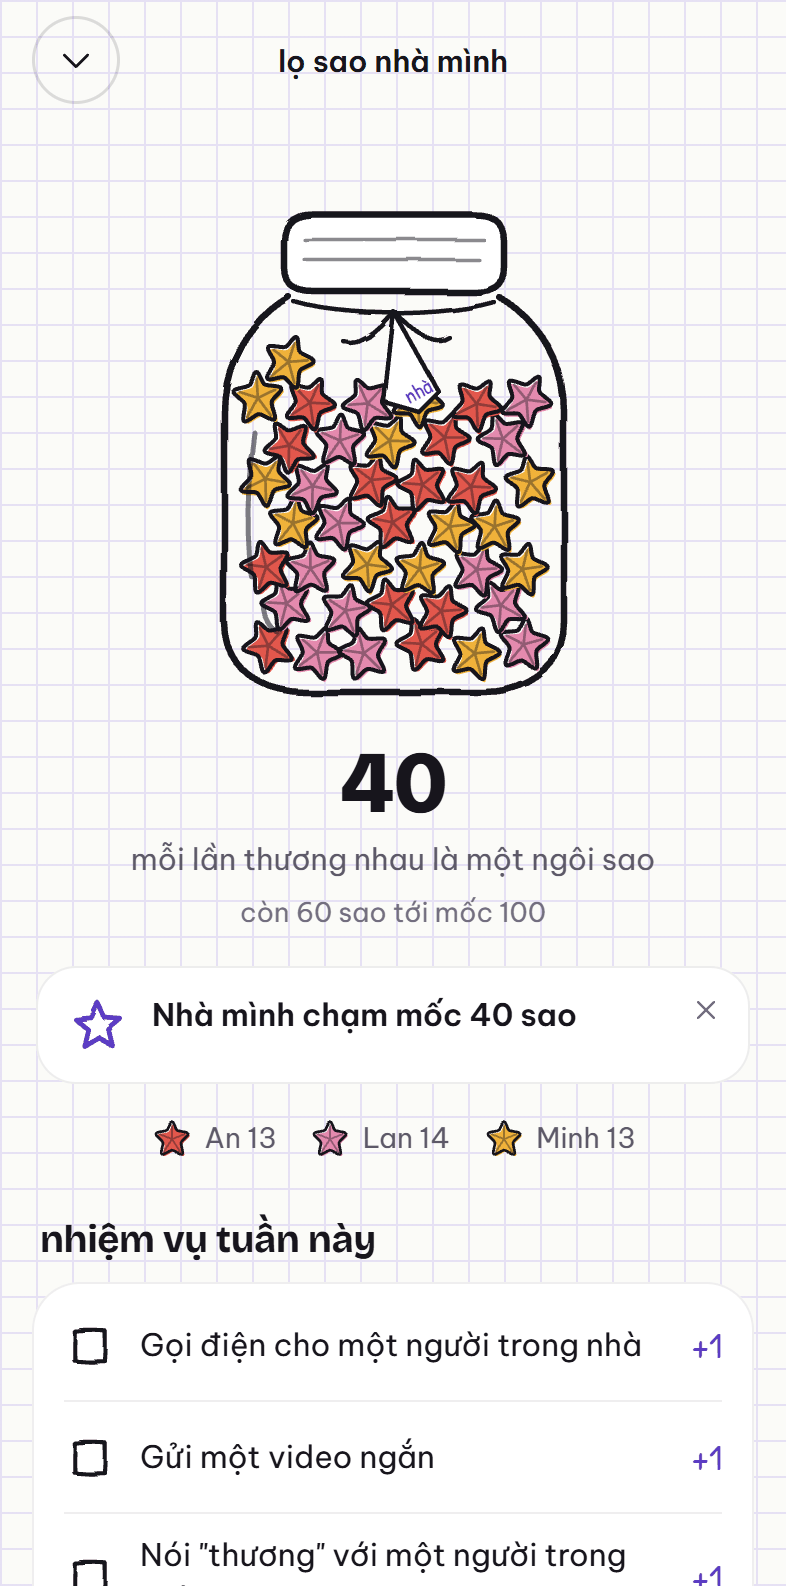 lọ sao nhà mình
nhà
40
mỗi lần thương nhau là một ngôi sao
còn 60 sao tới mốc 100
Nhà mình chạm mốc 40 sao
An 13 Lan 14 Minh 13
nhiệm vụ tuần này
Gọi điện cho một người trong nhà +1
Gửi một video ngắn +1
Nói "thương" với một người trong
+1